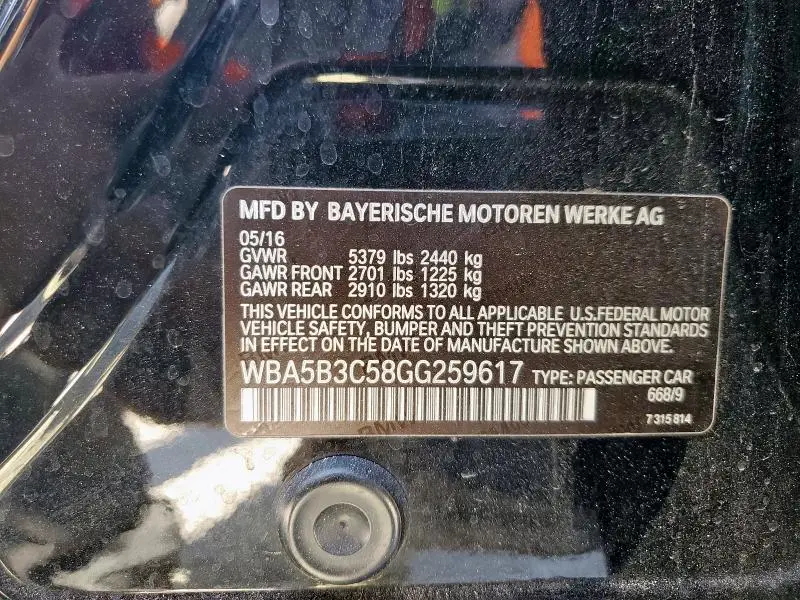 MFD BY BAYERISCHE MOTOREN WERKE AG
05/16
GVWR 5379 lbs 2440 kg
GAWR FRONT 2701 lbs 1225 kg
GAWR REAR 2910 lbs 1320 kg
THIS VEHICLE CONFORMS TO ALL APPLICABLE U.S.FEDERAL MOTOR
VEHICLE SAFETY, BUMPER AND THEFT PREVENTION STANDARDS
IN EFFECT ON THE DATE OF MANUFACTURE SHOWN ABOVE.
WBA5B3C58GG259617 TYPE: PASSENGER CAR
668/9
7 315 814
BMW